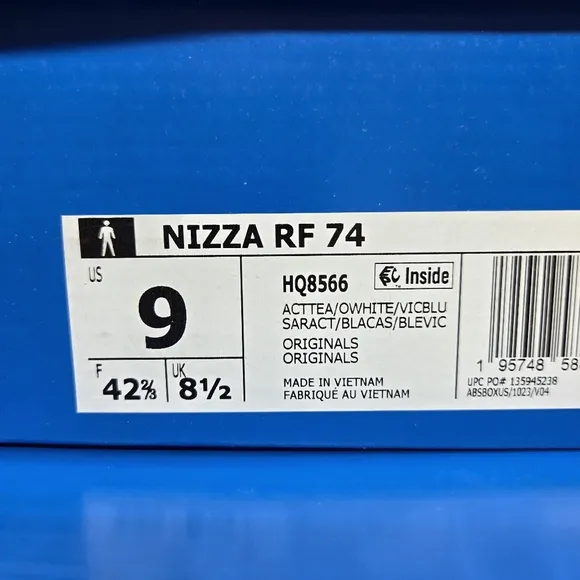 NIZZA RF 74
US
9
F
42⅔
UK
8½
HQ8566
Inside
ACTTEA/OWHITE/VICBLU
SARACT/BLACAS/BLEVIC
ORIGINALS
ORIGINALS
MADE IN VIETNAM
FABRIQUÉ AU VIETNAM
1 95748 58
UPC PO# 135945238
ABSBOXUS/1023/V04